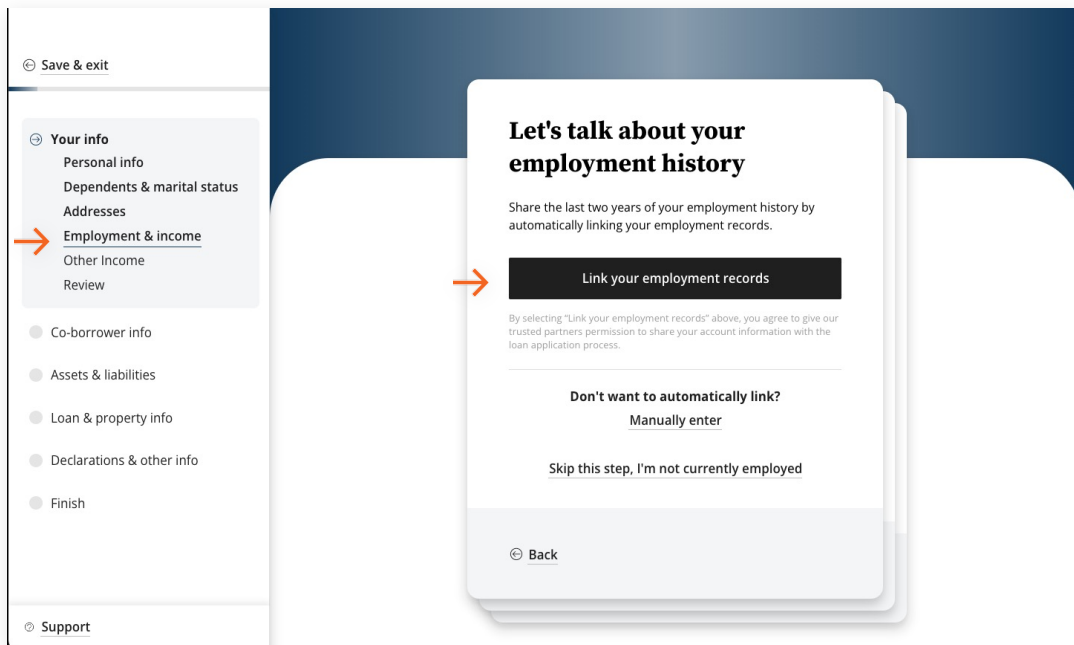 Save & exit
Your info
Personal info
Dependents & marital status
Addresses
Employment & income
Other Income
Review
Co-borrower info
Assets & liabilities
Loan & property info
Declarations & other info
Finish
Support
Let's talk about your
employment history
Share the last two years of your employment history by
automatically linking your employment records.
Link your employment records
By selecting "Link your employment records" above, you agree to give our
trusted partners permission to share your account information with the
loan application process.
Don't want to automatically link?
Manually enter
Skip this step, I'm not currently employed
Back